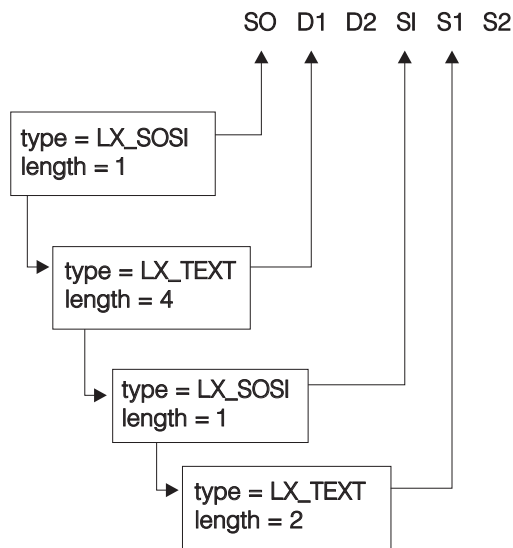 SO D1 D2 SI S1 S2
type = LX_SOSI
length = 1
type = LX_TEXT
length = 4
type = LX_SOSI
length = 1
type = LX_TEXT
length = 2